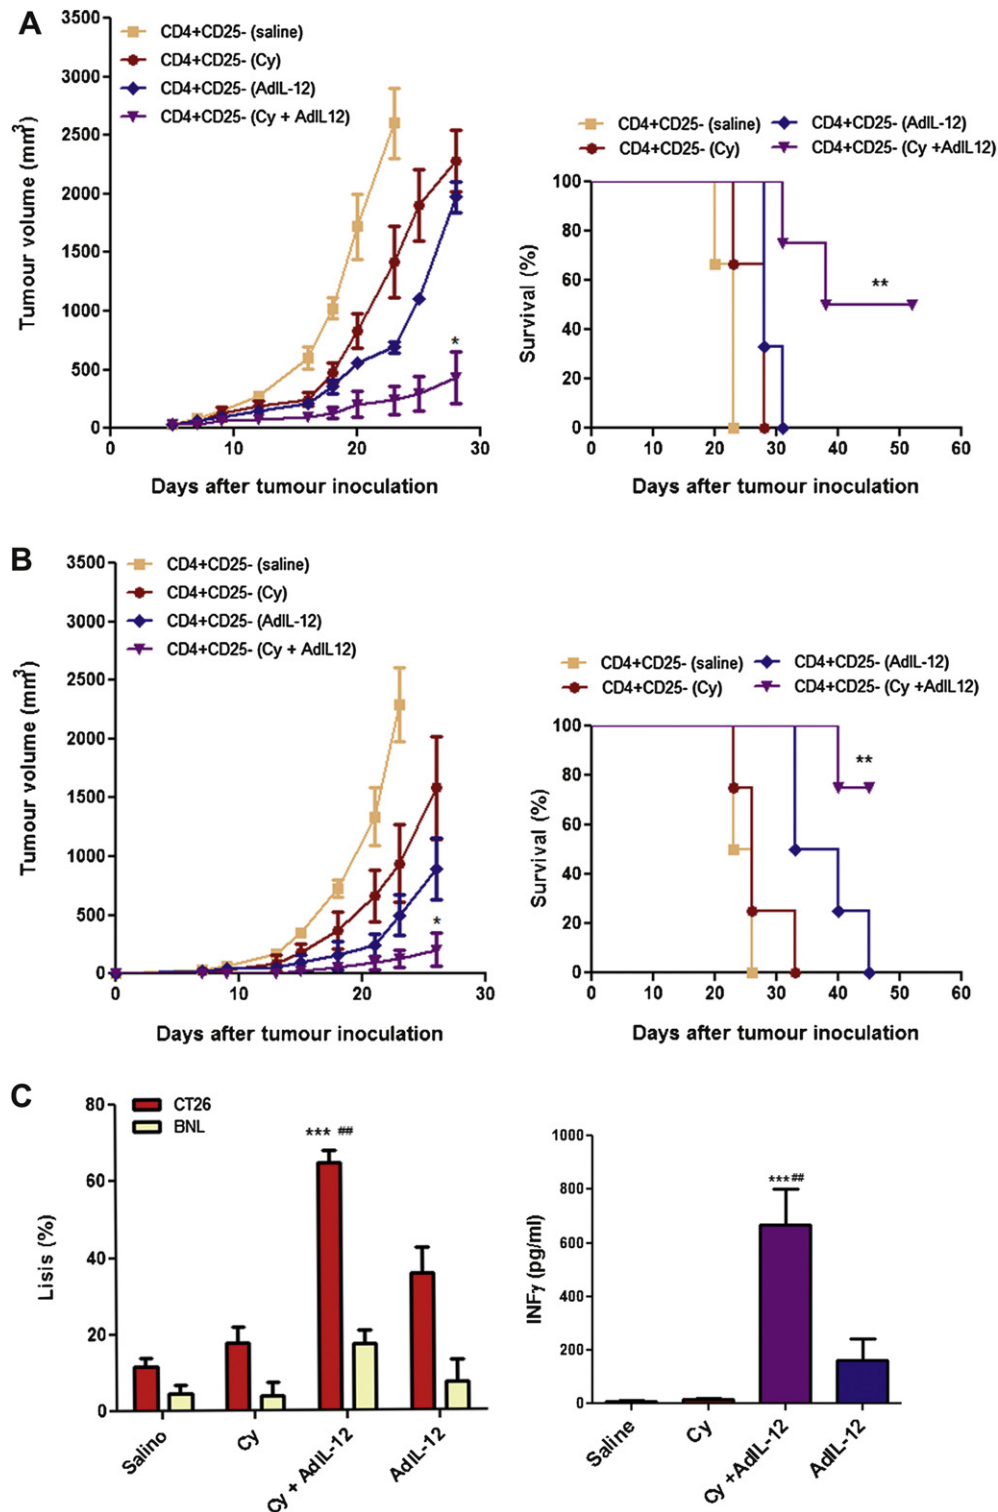 A
CD4+CD25- (saline)
CD4+CD25- (Cy)
CD4+CD25- (AdIL-12)
CD4+CD25- (Cy + AdIL12)
Tumour volume (mm3)
3500
3000
2500
2000
1500
1000
500
0
*
0 10 20 30
Days after tumour inoculation
CD4+CD25- (saline) CD4+CD25- (AdIL-12)
CD4+CD25- (Cy) CD4+CD25- (Cy +AdIL12)
Survival (%)
100
80
60
40
20
0
**
0 10 20 30 40 50 60
Days after tumour inoculation
B
CD4+CD25- (saline)
CD4+CD25- (Cy)
CD4+CD25- (AdIL-12)
CD4+CD25- (Cy + AdIL12)
Tumour volume (mm3)
3500
3000
2500
2000
1500
1000
500
0
*
0 10 20 30
Days after tumour inoculation
CD4+CD25- (saline) CD4+CD25- (AdIL-12)
CD4+CD25- (Cy) CD4+CD25- (Cy +AdIL12)
Survival (%)
100
80
60
40
20
0
**
0 10 20 30 40 50 60
Days after tumour inoculation
C
CT26
BNL
Lisis (%)
80
60
40
20
0
*** ##
Salino Cy Cy + AdIL-12 AdIL-12
INFγ (pg/ml)
1000
800
600
400
200
0
***##
Saline Cy Cy +AdIL-12 AdIL-12